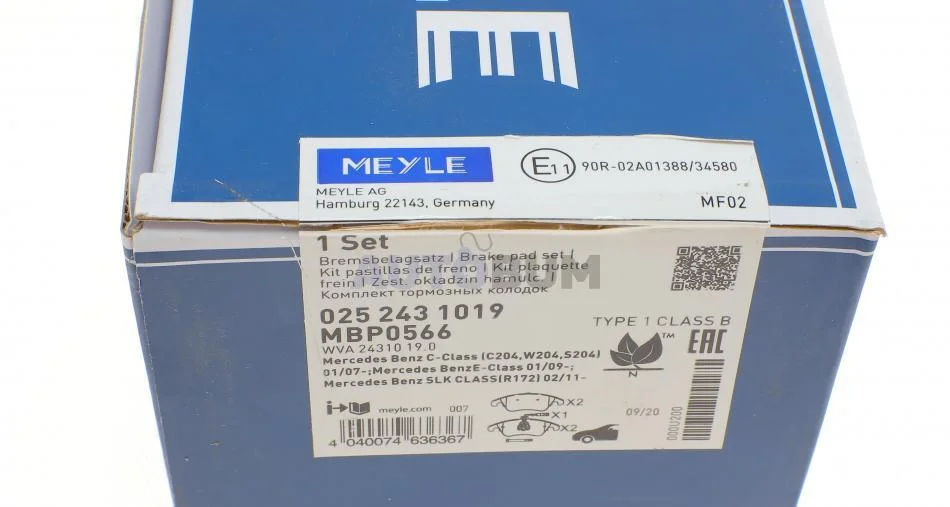 MEYLE
E11 90R-02A01388/34580
MEYLE AG
Hamburg 22143, Germany
MF02
1 Set
Bremsbelagsatz / Brake pad set /
Kit pastillas de freno / Kit plaquette
frein / Zest. okładzin hamulc. /
Комплект тормозных колодок
025 243 1019
MBP0566
WVA 24310 19.0
TYPE 1 CLASS B
Mercedes Benz C-Class (C204,W204,S204)
01/07-;Mercedes BenzE-Class 01/09-;
Mercedes Benz SLK CLASS(R172) 02/11-
TM
N
EAC
i
meyle.com
007
X2
X1
X2
09/20
000U200
4 040074 636367